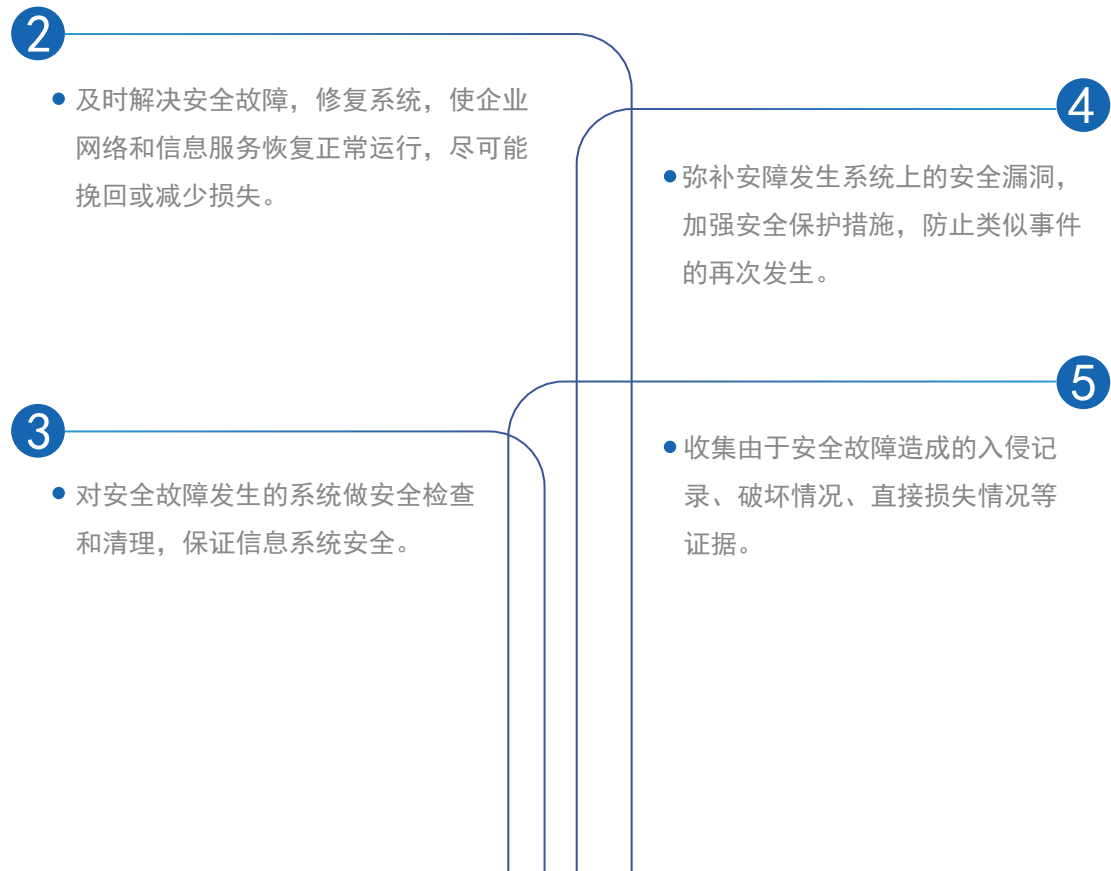 2
● 及时解决安全故障，修复系统，使企业
网络和信息服务恢复正常运行，尽可能
挽回或减少损失。
3
● 对安全故障发生的系统做安全检查
和清理，保证信息系统安全。
4
● 弥补安障发生系统上的安全漏洞，
加强安全保护措施，防止类似事件
的再次发生。
5
● 收集由于安全故障造成的入侵记
录、破坏情况、直接损失情况等
证据。